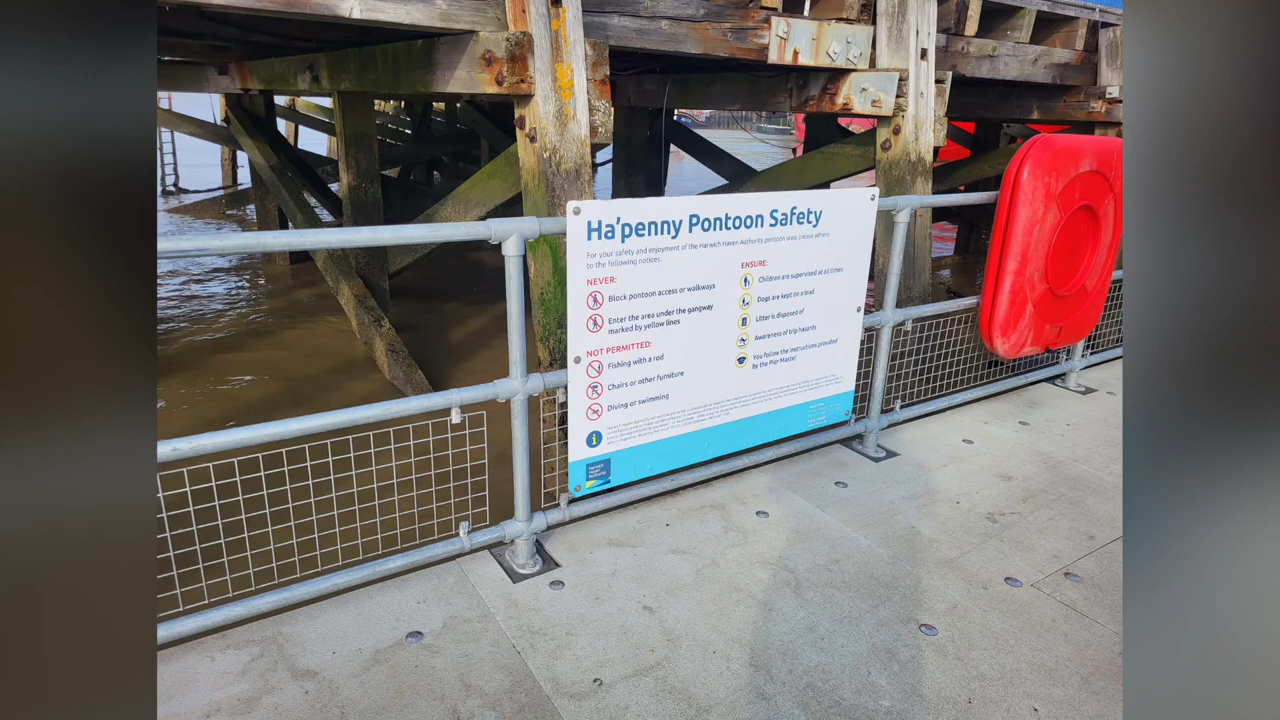 Ha'penny Pontoon Safety
For your safety and enjoyment of the Harwich Haven Authority pontoon area, please adhere
to the following notices.
NEVER:
Block pontoon access or walkways
Enter the area under the gangway
marked by yellow lines
NOT PERMITTED:
Fishing with a rod
Chairs or other furniture
Diving or swimming
ENSURE:
Children are supervised at all times
Dogs are kept on a lead
Litter is disposed of
Awareness of trip hazards
You follow the instructions provided
by the Pier Master
Harwich
Haven
Authority